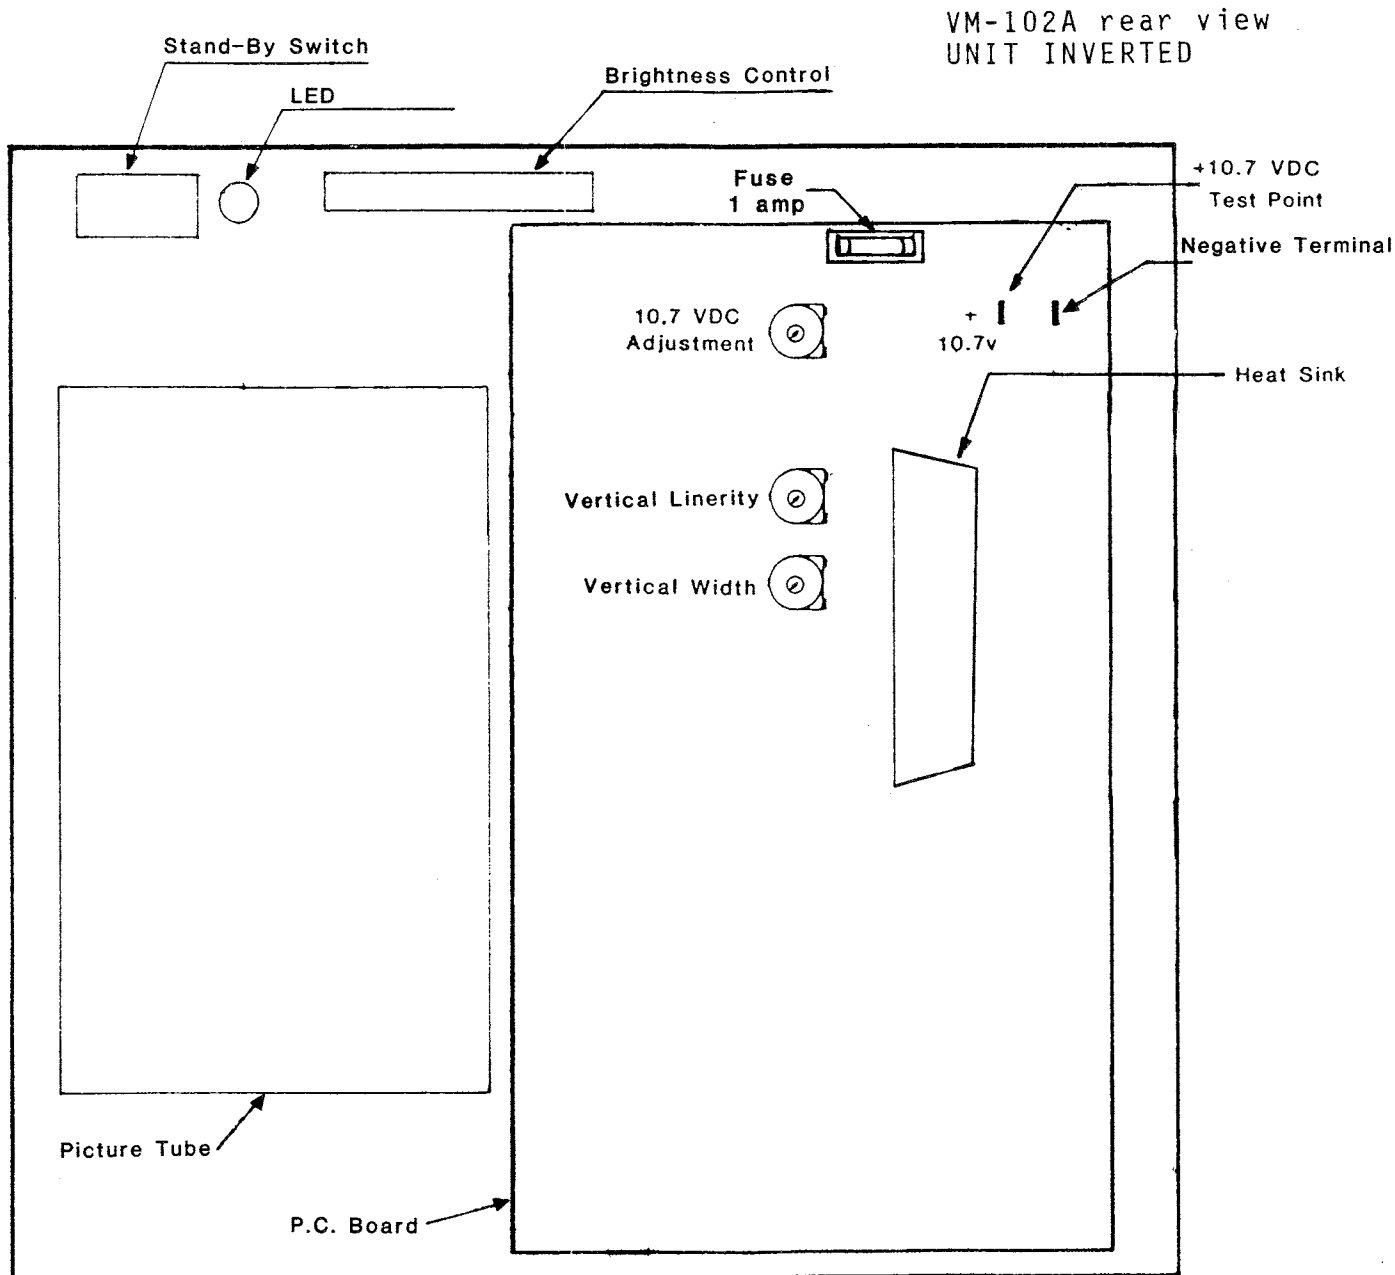 VM-102A rear view
UNIT INVERTED
Stand-By Switch
LED
Brightness Control
Fuse
1 amp
+10.7 VDC
Test Point
Negative Terminal
10.7 VDC
Adjustment
+
10.7v
Heat Sink
Vertical Linerity
Vertical Width
Picture Tube
P.C. Board